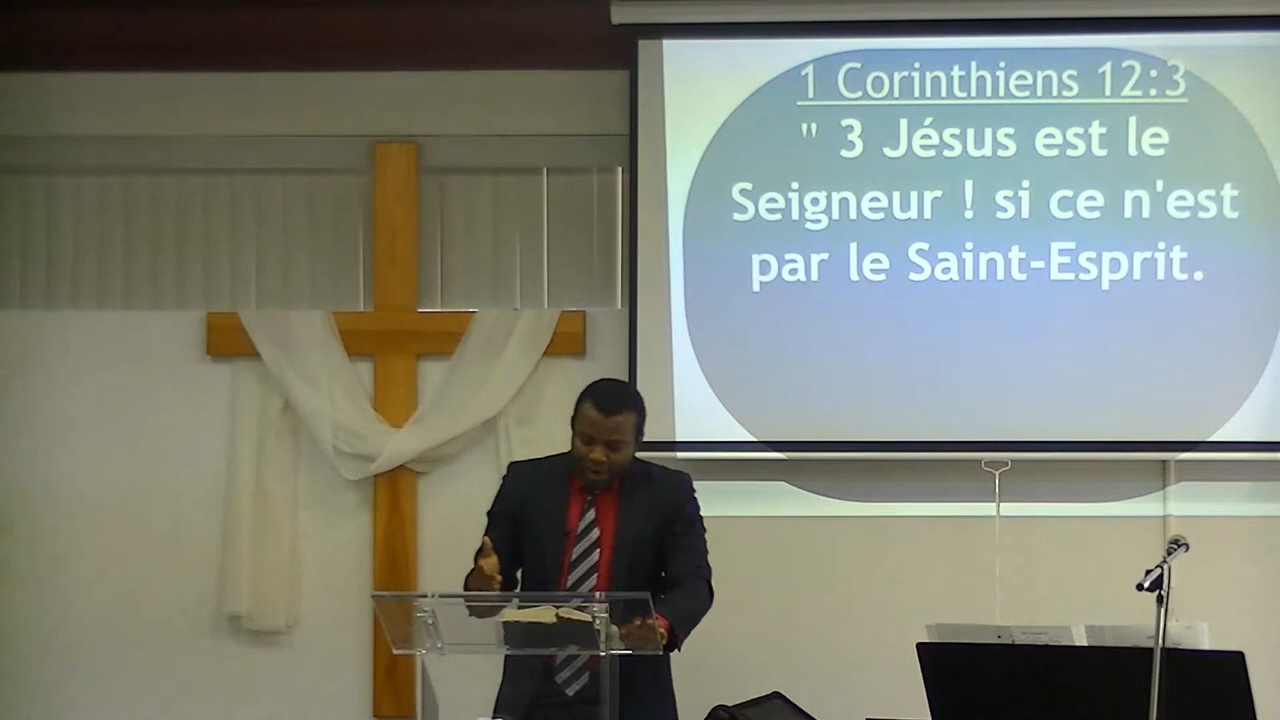 1 Corinthiens 12:3
" 3 Jésus est le
Seigneur ! si ce n'est
par le Saint-Esprit.